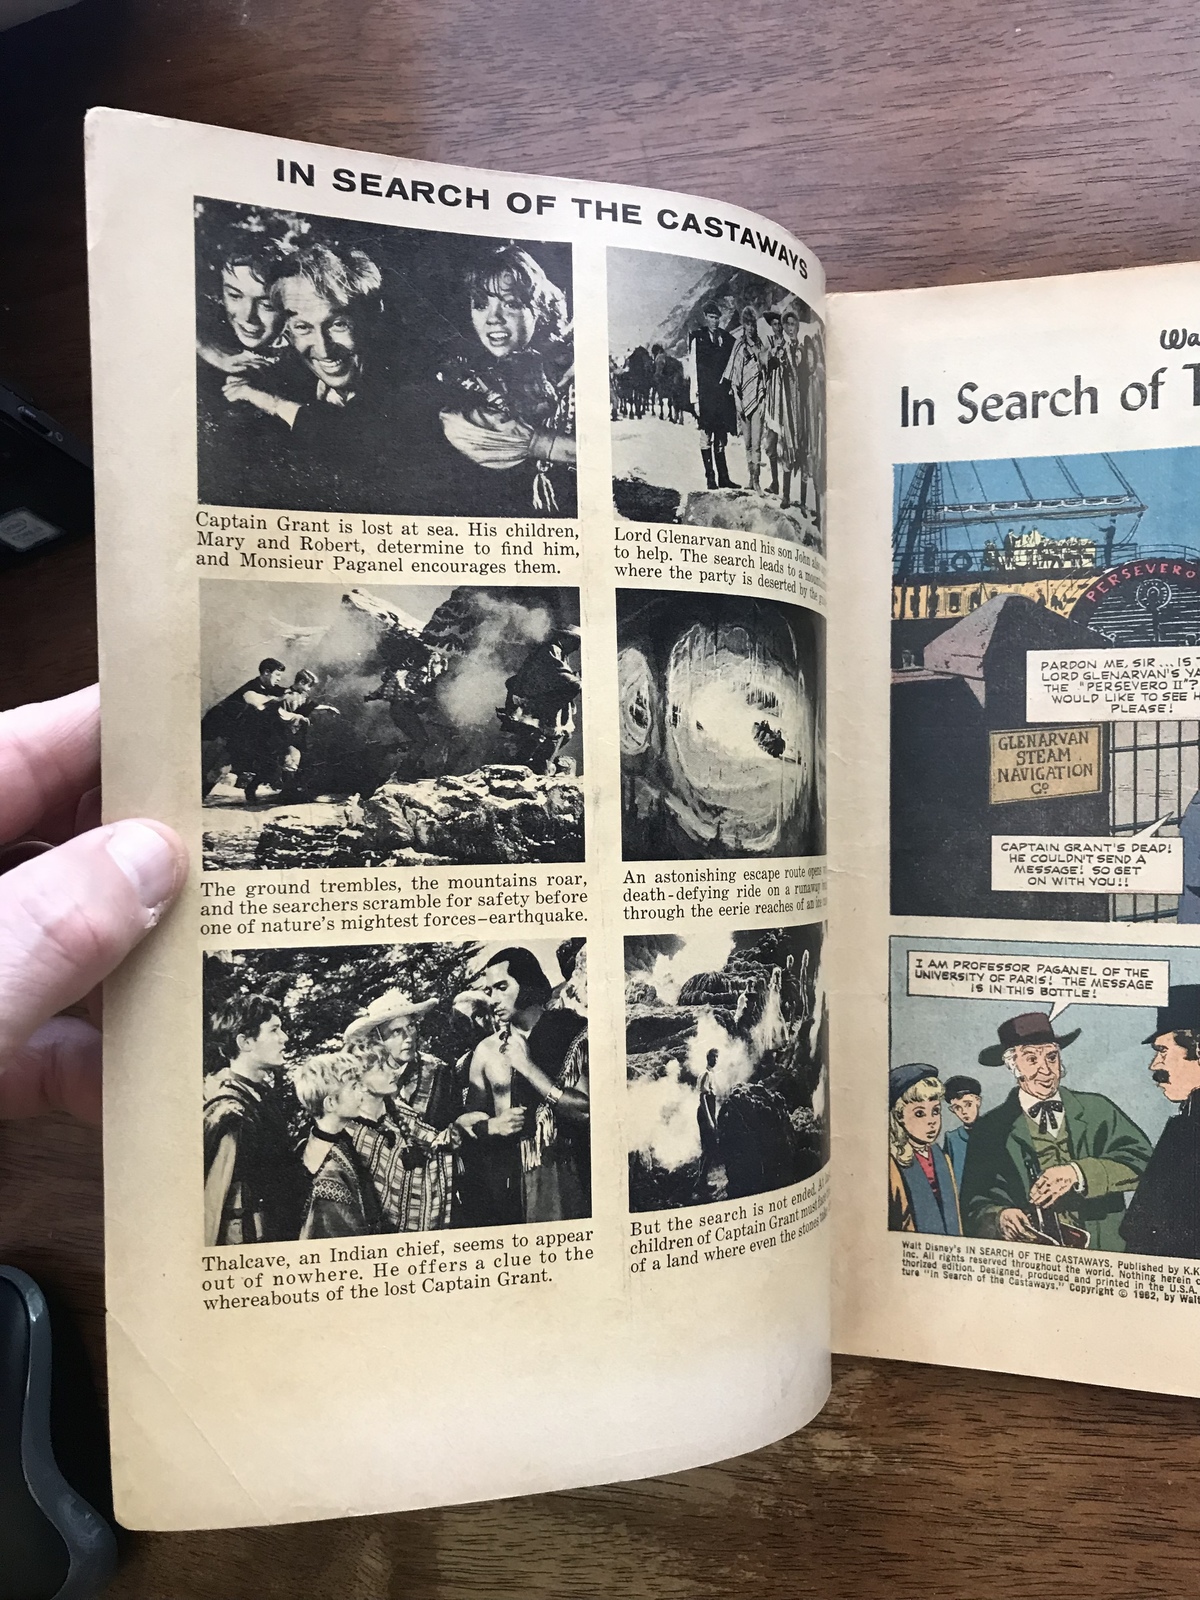 IN SEARCH OF THE CASTAWAYS
Captain Grant is lost at sea. His children,
Mary and Robert, determine to find him,
and Monsieur Paganel encourages them.
Lord Glenarvan and his son John
to help. The search leads to a
where the party is deserted by the
The ground trembles, the mountains roar,
and the searchers scramble for safety before
one of nature's mightest forces—earthquake.
An astonishing escape route opens
death-defying ride on a runaway
through the eerie reaches of an
Thalcave, an Indian chief, seems to appear
out of nowhere. He offers a clue to the
whereabouts of the lost Captain Grant.
But the search is not ended.
children of Captain Grant must
of a land where even the stones
In Search of
PERSEVERO
PARDON ME, SIR... IS
LORD GLENARVAN'S
THE "PERSEVERO II"?
WOULD LIKE TO SEE
PLEASE!
GLENARVAN
STEAM
NAVIGATION
Co
CAPTAIN GRANT'S DEAD!
HE COULDN'T SEND A
MESSAGE! SO GET
ON WITH YOU!!
I AM PROFESSOR PAGANEL OF THE
UNIVERSITY OF PARIS! THE MESSAGE
IS IN THIS BOTTLE!
Walt Disney's IN SEARCH OF THE CASTAWAYS. Published by K.K.
Inc. All rights reserved throughout the world. Nothing herein
thorized edition. Designed, produced and printed in the U.S.A.
ture "In Search of the Castaways," Copyright © 1962, by Walt